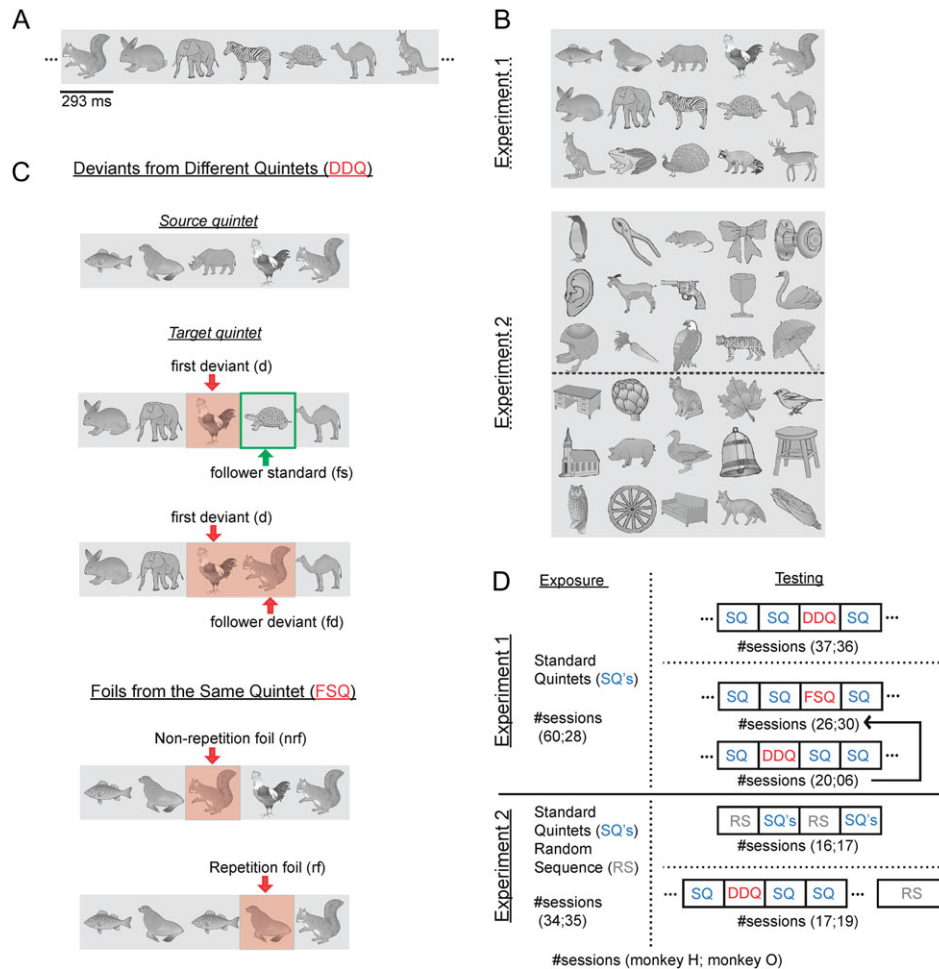 A
...
...
293 ms
B
Experiment 1
Experiment 2
C
Deviants from Different Quintets (DDQ)
Source quintet
Target quintet
first deviant (d)
follower standard (fs)
first deviant (d)
follower deviant (fd)
Foils from the Same Quintet (FSQ)
Non-repetition foil (nrf)
Repetition foil (rf)
D
Exposure
Testing
Experiment 1
Standard
Quintets (SQ's)
#sessions
(60;28)
... SQ SQ DDQ SQ ...
#sessions (37;36)
... SQ SQ FSQ SQ ...
#sessions (26;30)
... SQ DDQ SQ SQ ...
#sessions (20;06)
Experiment 2
Standard
Quintets (SQ's)
Random
Sequence (RS)
#sessions
(34;35)
RS SQ's RS SQ's
#sessions (16;17)
... SQ DDQ SQ SQ ... RS
#sessions (17;19)
#sessions (monkey H; monkey O)